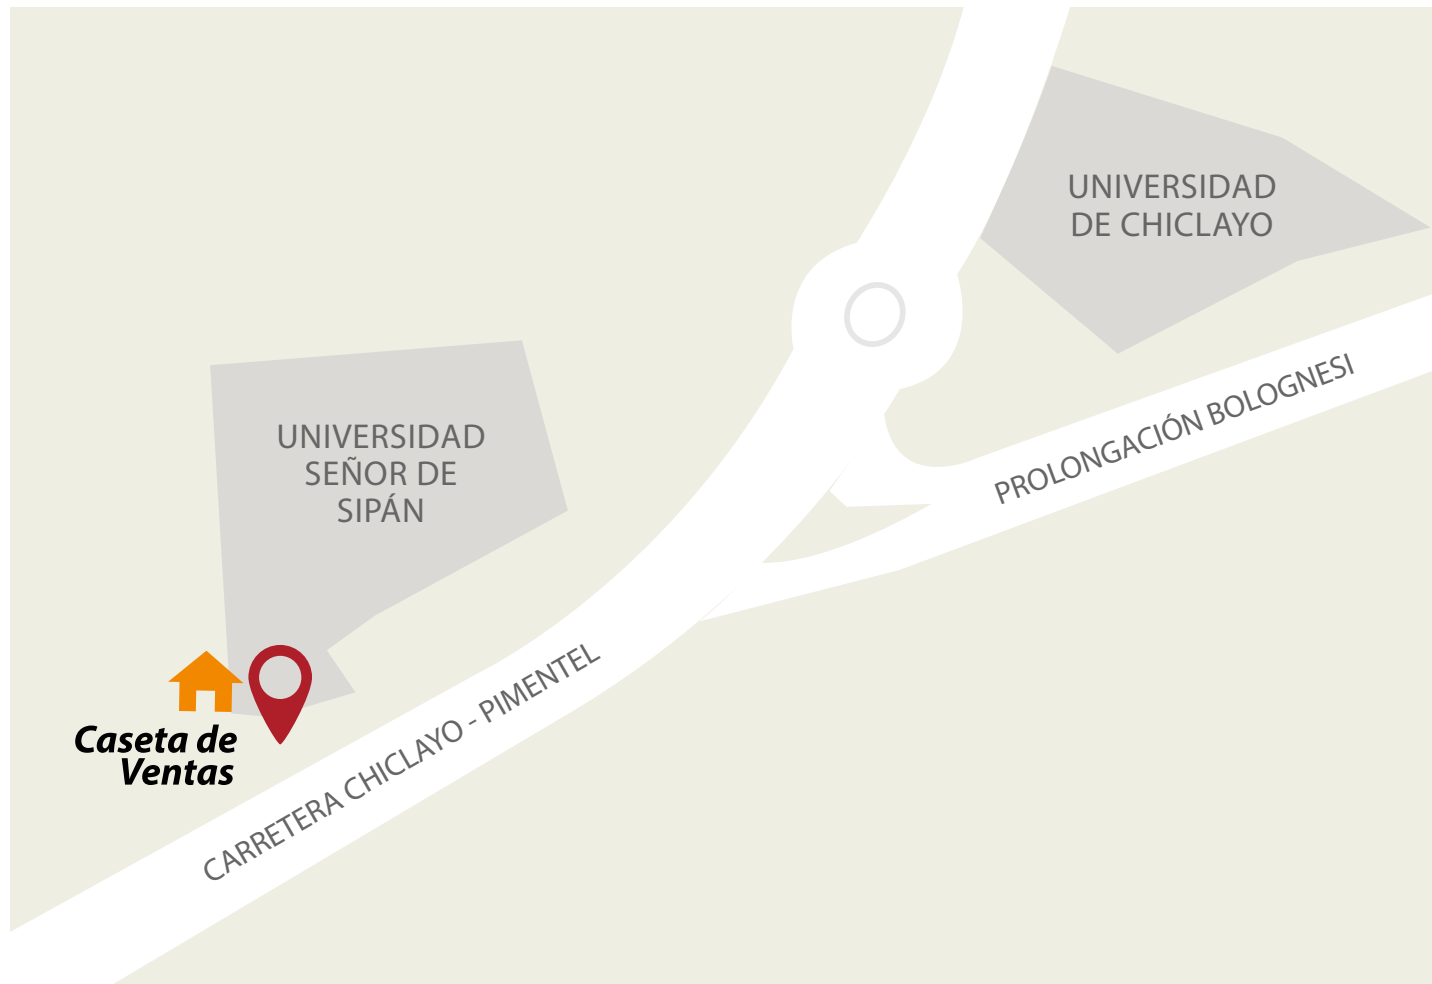 UNIVERSIDAD
DE CHICLAYO
PROLONGACIÓN BOLOGNESI
UNIVERSIDAD
SEÑOR DE
SIPÁN
CARRETERA CHICLAYO - PIMENTEL
Caseta de
Ventas